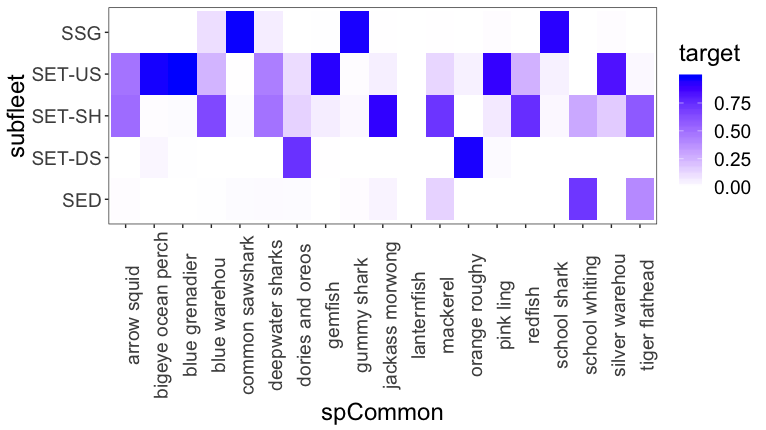 SSG
SET-US
SET-SH
SET-DS
SED
subfleet
arrow squid
bigeye ocean perch
blue grenadier
blue warehou
common sawshark
deepwater sharks
dories and oreos
gemfish
gummy shark
jackass morwong
lanternfish
mackerel
orange roughy
pink ling
redfish
school shark
school whiting
silver warehou
tiger flathead
spCommon
target
0.75
0.50
0.25
0.00